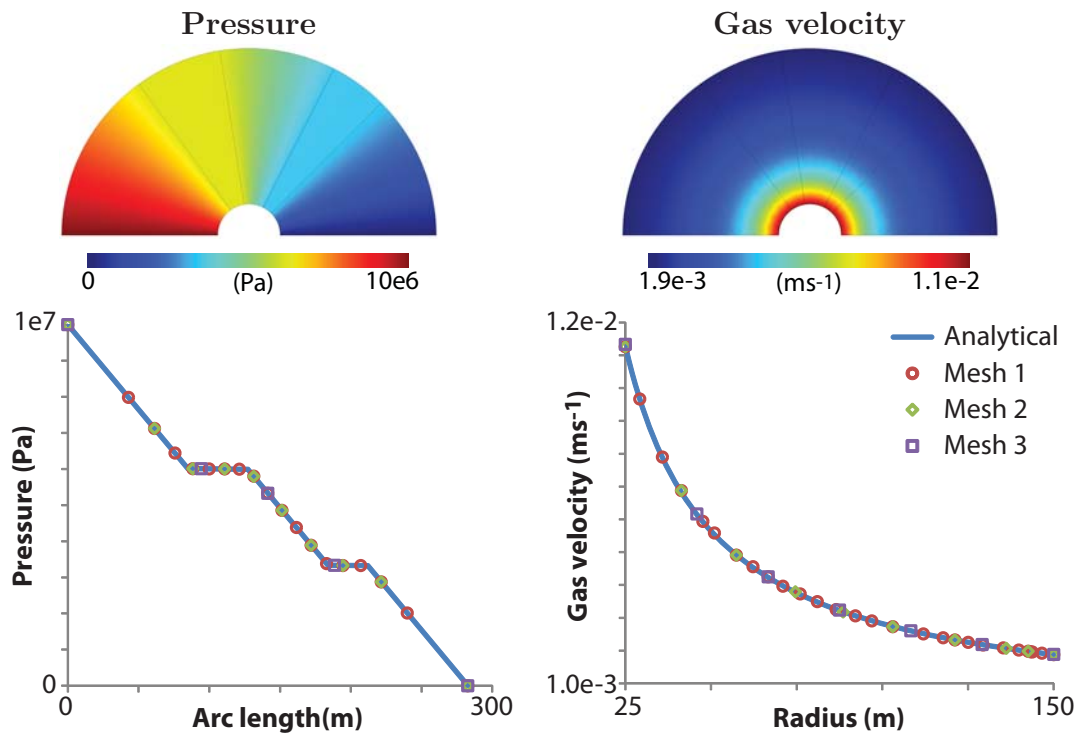 Pressure
Gas velocity
0 (Pa) 10e6
1.9e-3 (ms-1) 1.1e-2
1e7
0
0 300
Arc length(m)
Pressure (Pa)
1.2e-2
1.0e-3
25 150
Radius (m)
Gas velocity (ms-1)
Analytical
Mesh 1
Mesh 2
Mesh 3